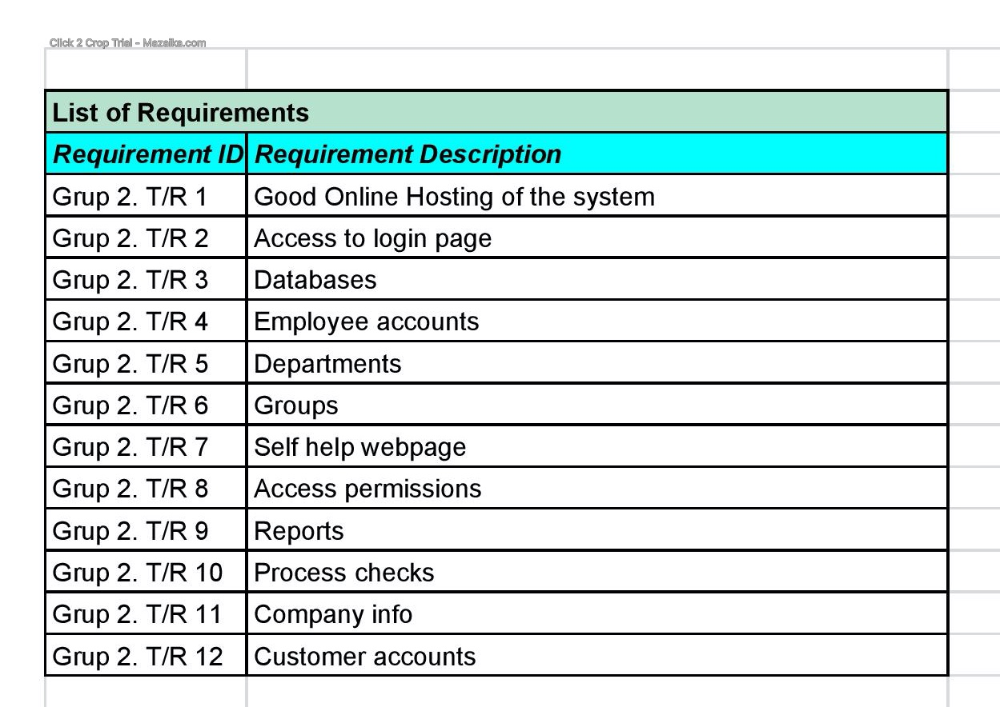 Click 2 Crop Trial - Mazaika.com
List of Requirements
Requirement ID Requirement Description
Grup 2. T/R 1 Good Online Hosting of the system
Grup 2. T/R 2 Access to login page
Grup 2. T/R 3 Databases
Grup 2. T/R 4 Employee accounts
Grup 2. T/R 5 Departments
Grup 2. T/R 6 Groups
Grup 2. T/R 7 Self help webpage
Grup 2. T/R 8 Access permissions
Grup 2. T/R 9 Reports
Grup 2. T/R 10 Process checks
Grup 2. T/R 11 Company info
Grup 2. T/R 12 Customer accounts